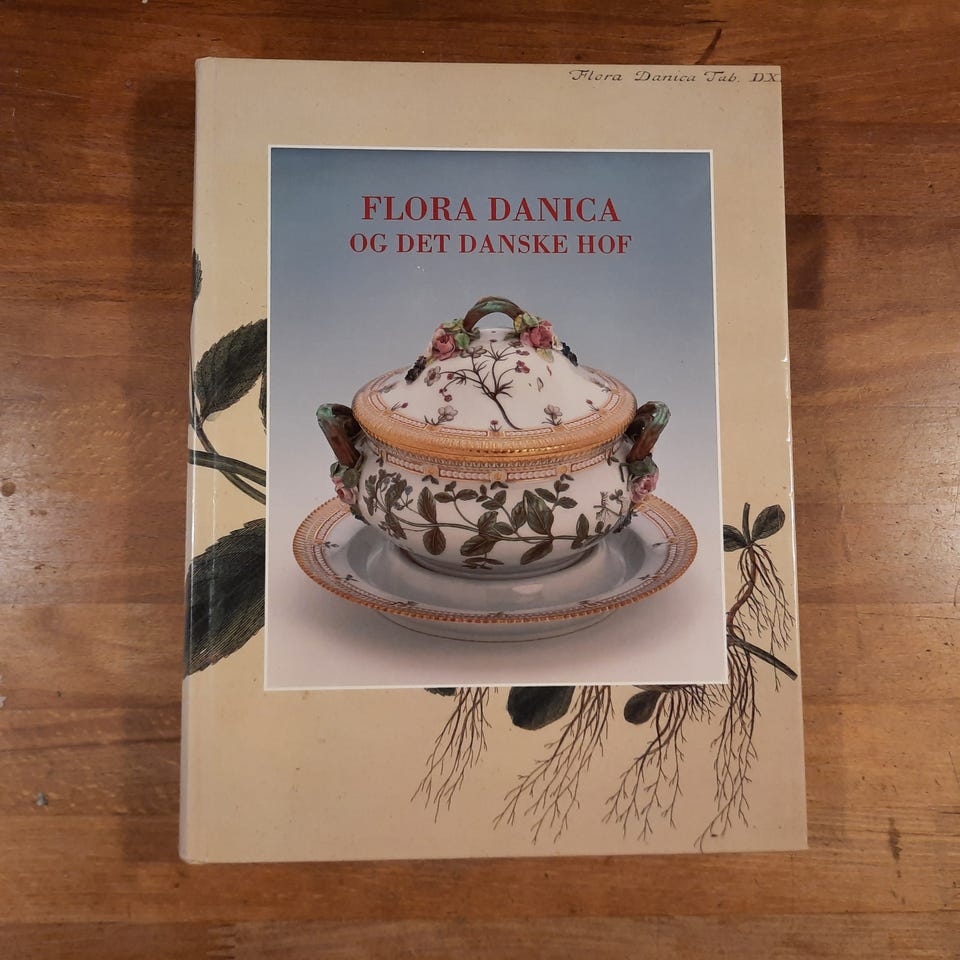 Flora Danica Tab. DX
FLORA DANICA
OG DET DANSKE HOF